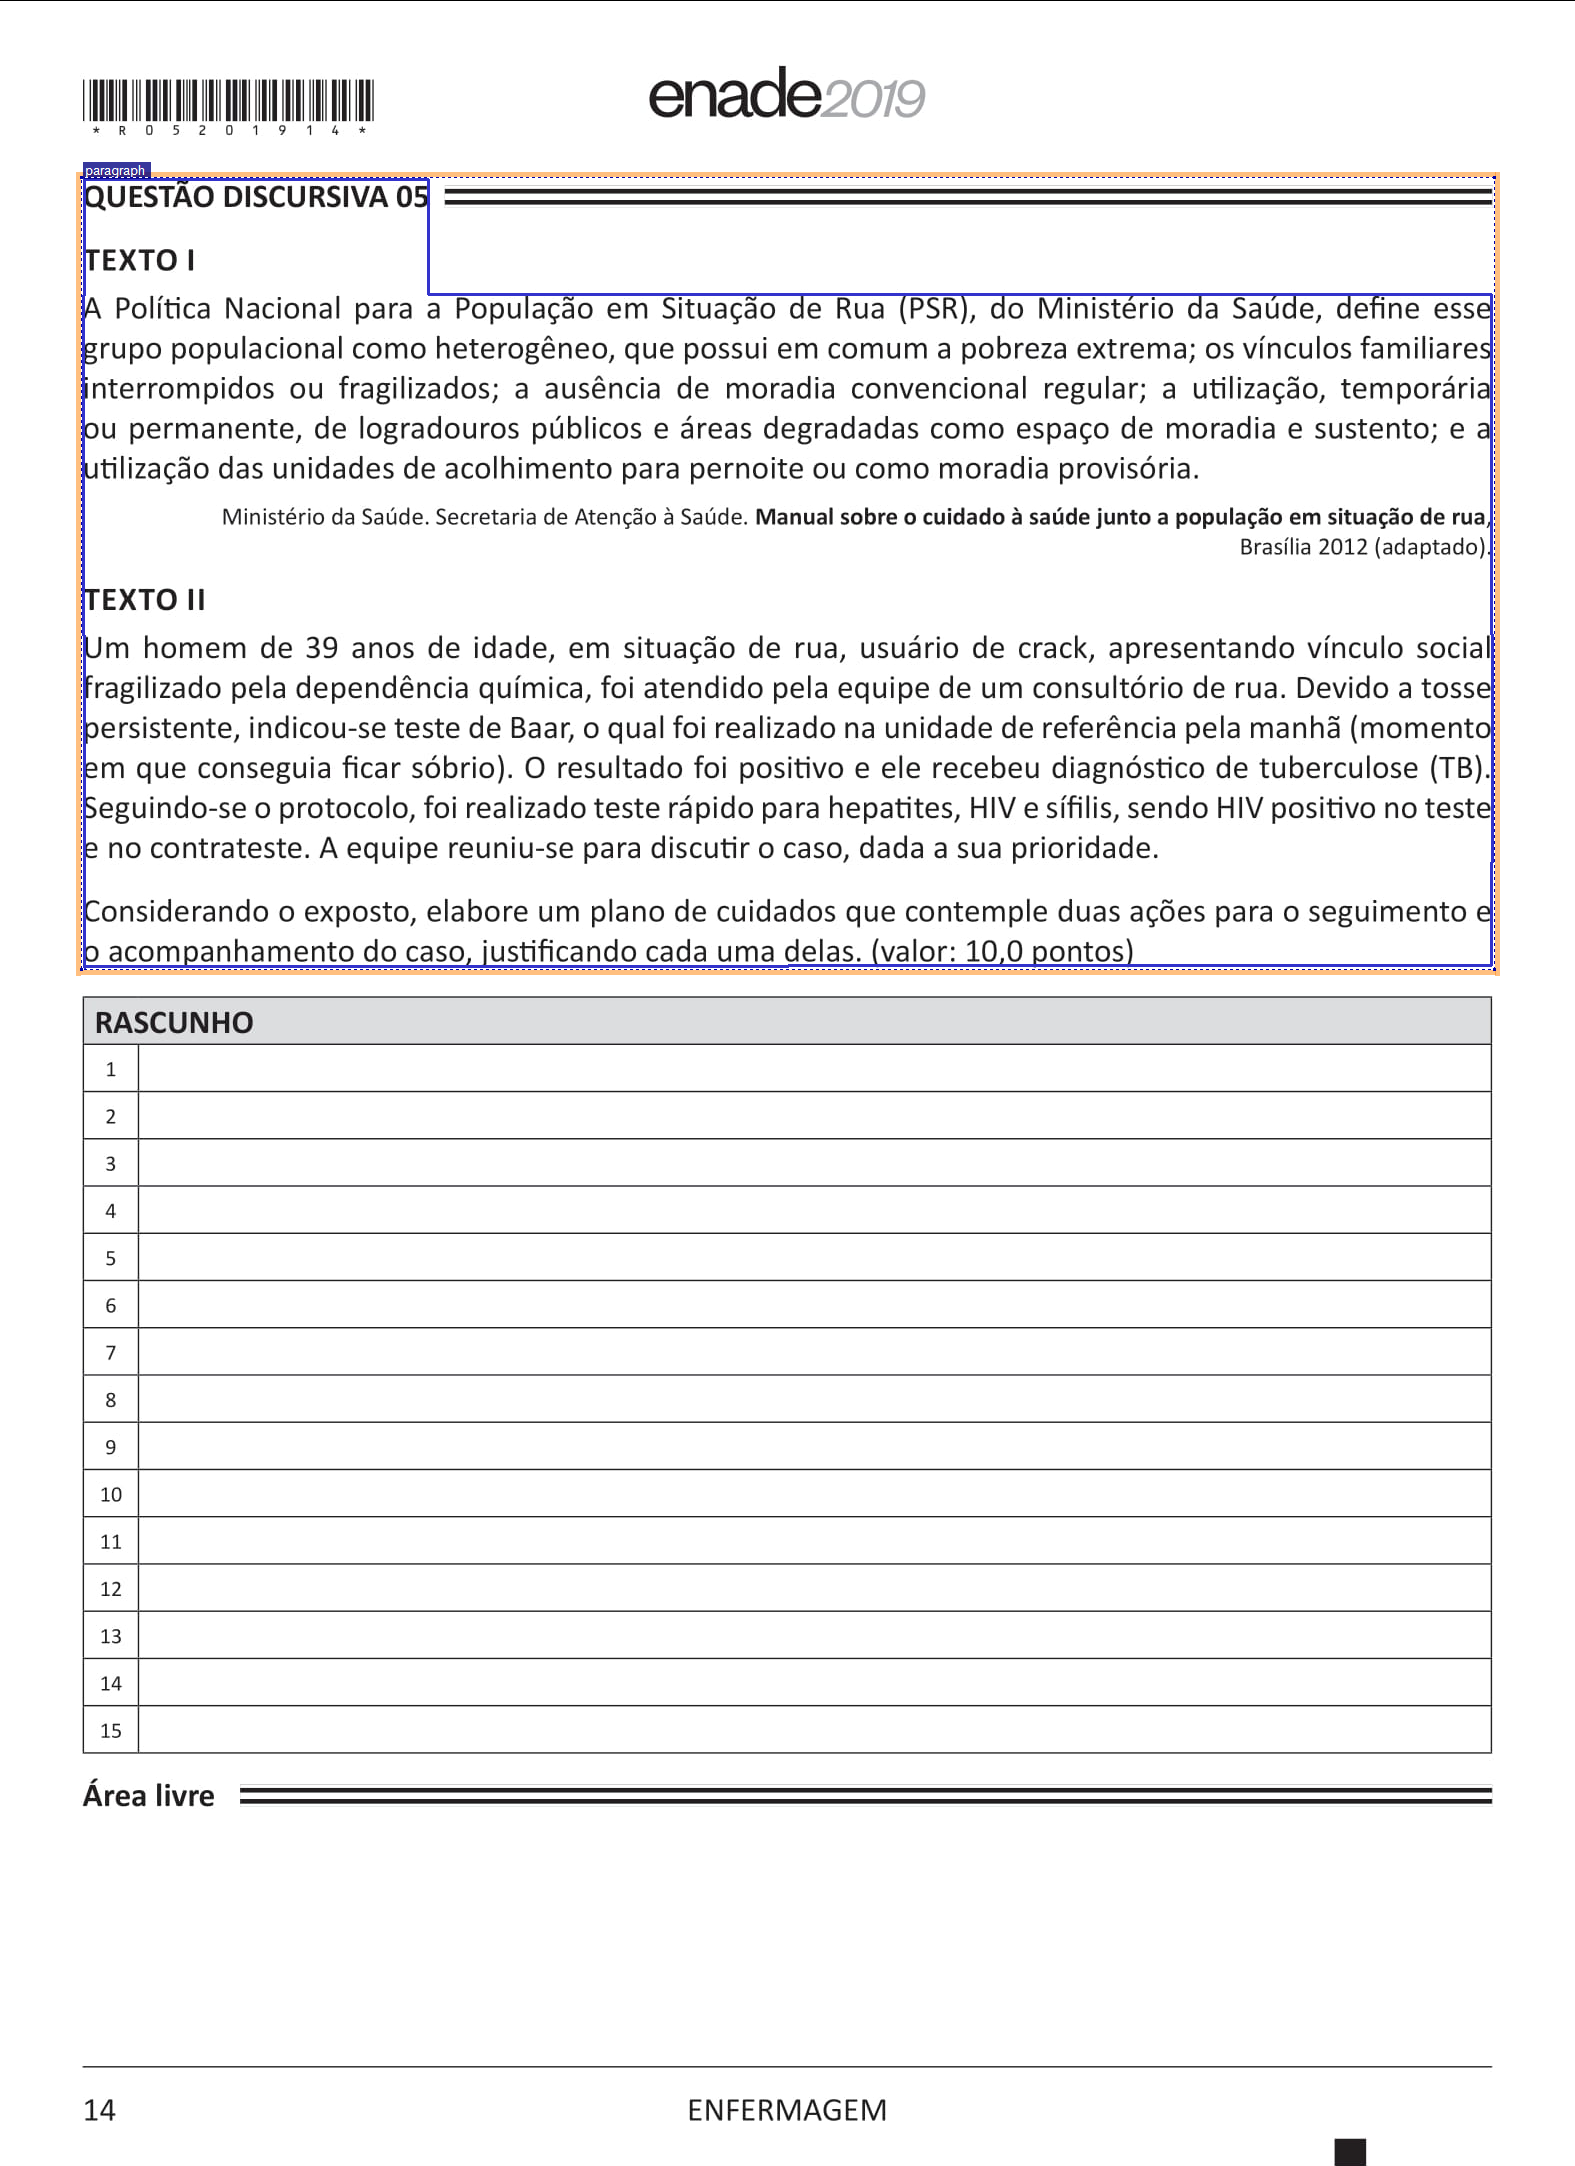 *R05201914*
enade2019
paragraph
QUESTÃO DISCURSIVA 05
TEXTO I
A Política Nacional para a População em Situação de Rua (PSR), do Ministério da Saúde, define esse
grupo populacional como heterogêneo, que possui em comum a pobreza extrema; os vínculos familiares
interrompidos ou fragilizados; a ausência de moradia convencional regular; a utilização, temporária
ou permanente, de logradouros públicos e áreas degradadas como espaço de moradia e sustento; e a
utilização das unidades de acolhimento para pernoite ou como moradia provisória.
Ministério da Saúde. Secretaria de Atenção à Saúde. Manual sobre o cuidado à saúde junto a população em situação de rua,
Brasília 2012 (adaptado).
TEXTO II
Um homem de 39 anos de idade, em situação de rua, usuário de crack, apresentando vínculo social
fragilizado pela dependência química, foi atendido pela equipe de um consultório de rua. Devido a tosse
persistente, indicou-se teste de Baar, o qual foi realizado na unidade de referência pela manhã (momento
em que conseguia ficar sóbrio). O resultado foi positivo e ele recebeu diagnóstico de tuberculose (TB).
Seguindo-se o protocolo, foi realizado teste rápido para hepatites, HIV e sífilis, sendo HIV positivo no teste
e no contrateste. A equipe reuniu-se para discutir o caso, dada a sua prioridade.
Considerando o exposto, elabore um plano de cuidados que contemple duas ações para o seguimento e
o acompanhamento do caso, justificando cada uma delas. (valor: 10,0 pontos)
RASCUNHO
1
2
3
4
5
6
7
8
9
10
11
12
13
14
15
Área livre
14
ENFERMAGEM